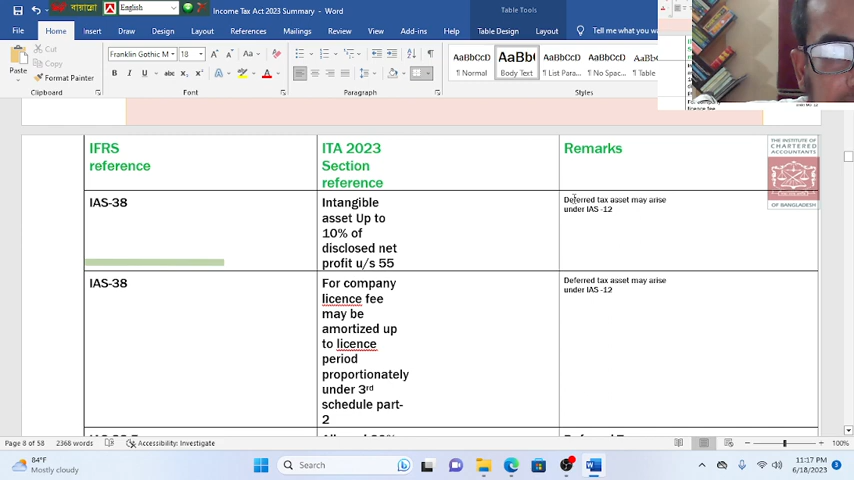 বায়ান্নো
English
Income Tax Act 2023 Summary - Word
Table Tools
File
Home
Insert
Draw
Design
Layout
References
Mailings
Review
View
Add-ins
Help
Table Design
Layout
Tell me what you want
Paste
Cut
Copy
Format Painter
Clipboard
Franklin Gothic M
18
Font
Paragraph
AaBbCcD
¶ Normal
AaBbC
Body Text
AaBbCcD
¶ List Para...
AaBbCcD
¶ No Spac...
AaBbC
¶ Table
Styles
IFRS
reference
ITA 2023
Section
reference
Remarks
THE INSTITUTE OF
CHARTERED
ACCOUNTANTS
OF BANGLADESH
IAS-38
Intangible
asset Up to
10% of
disclosed net
profit u/s 55
Deferred tax asset may arise
under IAS -12
IAS-38
For company
licence fee
may be
amortized up
to licence
period
proportionately
under 3rd
schedule part-
2
Deferred tax asset may arise
under IAS -12
Page 8 of 58
2368 words
Accessibility: Investigate
100%
84°F
Mostly cloudy
Search
11:17 PM
6/18/2023
3